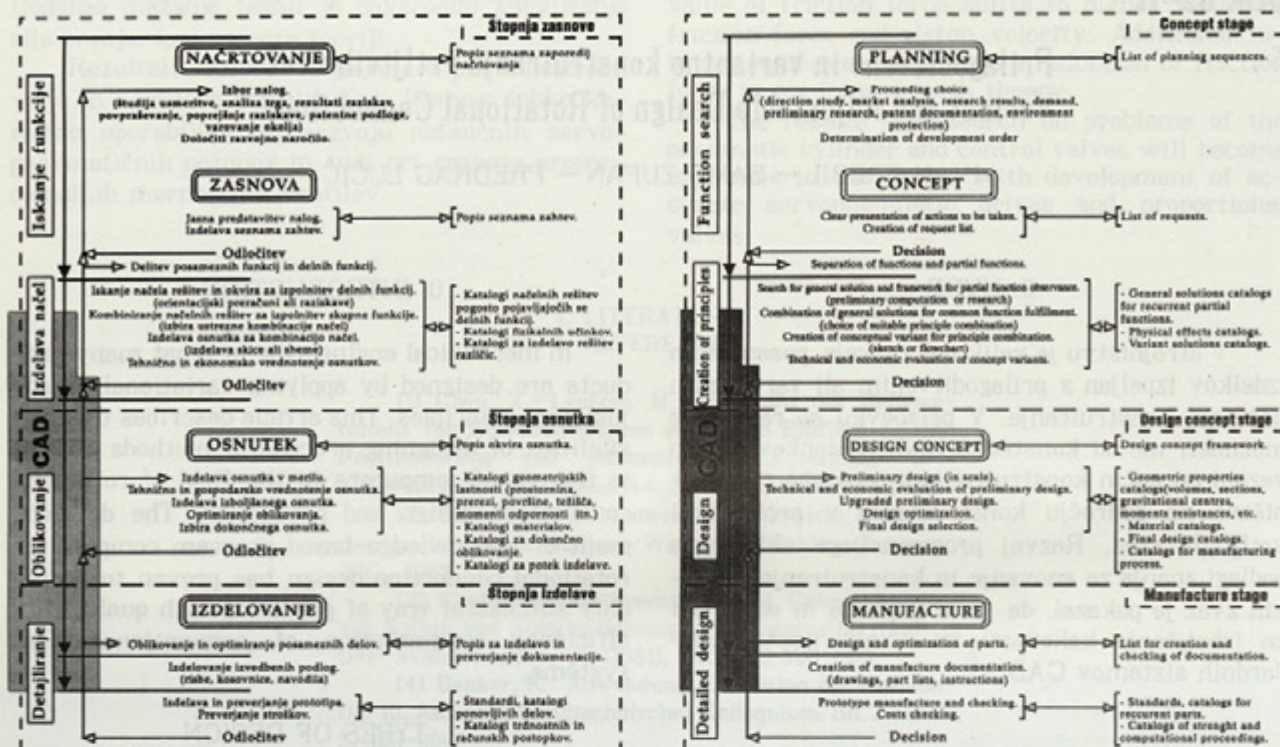 Stopnja zasnove
NAČRTOVANJE
Popis seznama zaporedij
načrtovanja.
Iskanje funkcije
Izbor nalog
(študija usmeritve, analiza trga, rezultati raziskav,
povpraševanje, poprejšnje raziskave, patentne podloge,
varovanje okolja)
Določiti razvojno naročilo.
ZASNOVA
Jasna predstavitev nalog.
Izdelava seznama zahtev.
Popis seznama zahtev.
Odločitev
Delitev posameznih funkcij in delnih funkcij.
Izdelava načel
Iskanje načela rešitev in okvira za izpolnitev delnih funkcij.
(orientacijski preračuni ali raziskave)
Kombiniranje načelnih rešitev za izpolnitev skupne funkcije.
(izbira ustrezne kombinacije načel)
Izdelava osnutka za kombinacijo načel
(izdelava skice ali sheme)
Tehnično in ekonomsko vrednotenje osnutkov.
- Katalogi načelnih rešitev
pogosto pojavljajočih
delnih funkcij.
- Katalogi fizikalnih učinkov.
- Katalogi za izdelavo rešitev
različic.
Odločitev
CAD
Stopnja osnutka
OSNUTEK
Popis okvira osnutka.
Oblikovanje
Izdelava osnutka v merilu.
Tehnično in gospodarsko vrednotenje osnutka.
Izdelava izboljšanega osnutka.
Optimiranje oblikovanja.
Izbira dokončnega osnutka.
- Katalogi geometrijskih
lastnosti (prostornina,
prerezi, površine, težišča,
momenti odpornosti itn.)
- Katalogi materialov.
- Katalogi za dokončno
oblikovanje.
- Katalogi za potek izdelave.
Odločitev
Stopnja izdelave
IZDELOVANJE
Detajliranje
Oblikovanje in optimiranje posameznih delov.
Popis za izdelavo in
preverjanje dokumentacije.
Izdelovanje izvedbenih podlog.
(risbe, kosovnice, navodila)
Izdelava in preverjanje prototipa.
Preverjanje stroškov.
- Standardi, katalogi
ponovljivih delov.
- Katalogi trdnostnih in
računskih postopkov.
Odločitev
Concept stage
PLANNING
List of planning sequences.
Function search
Proceeding choice
(direction study, market analysis, research results, demand,
preliminary research, patent documentation, environment
protection)
Determination of development order
CONCEPT
Clear presentation of actions to be taken.
Creation of request list.
List of requests.
Decision
Separation of functions and partial functions.
Creation of principles
Search for general solution and framework for partial function observance.
(preliminary computation or research)
Combination of general solutions for common function fulfilment.
(choice of suitable principle combination)
Creation of conceptual variant for principle combination
(sketch or flowchart)
Technical and economic evaluation of concept variants.
- General solutions catalogs
for recurrent partial
functions.
- Physical effects catalogs.
- Variant solutions catalogs.
Decision
CAD
Design concept stage
DESIGN CONCEPT
Design concept framework.
Design
Preliminary design (in scale).
Technical and economic evaluation of preliminary design.
Upgraded preliminary design.
Design optimization.
Final design selection.
- Geometric properties
catalogs(volumes, sections,
gravitational centres,
moments resistances, etc.
- Material catalogs.
- Final design catalogs.
- Catalogs for manufacturing
process.
Decision
Manufacture stage
MANUFACTURE
Detailed design
Design and optimization of parts.
List for creation and
checking of documentation.
Creation of manufacture documentation.
(drawings, part lists, instructions)
Prototype manufacture and checking.
Costs checking.
- Standards, catalogs for
recurrent parts.
- Catalogs of strenght and
computational proceedings.
Decision